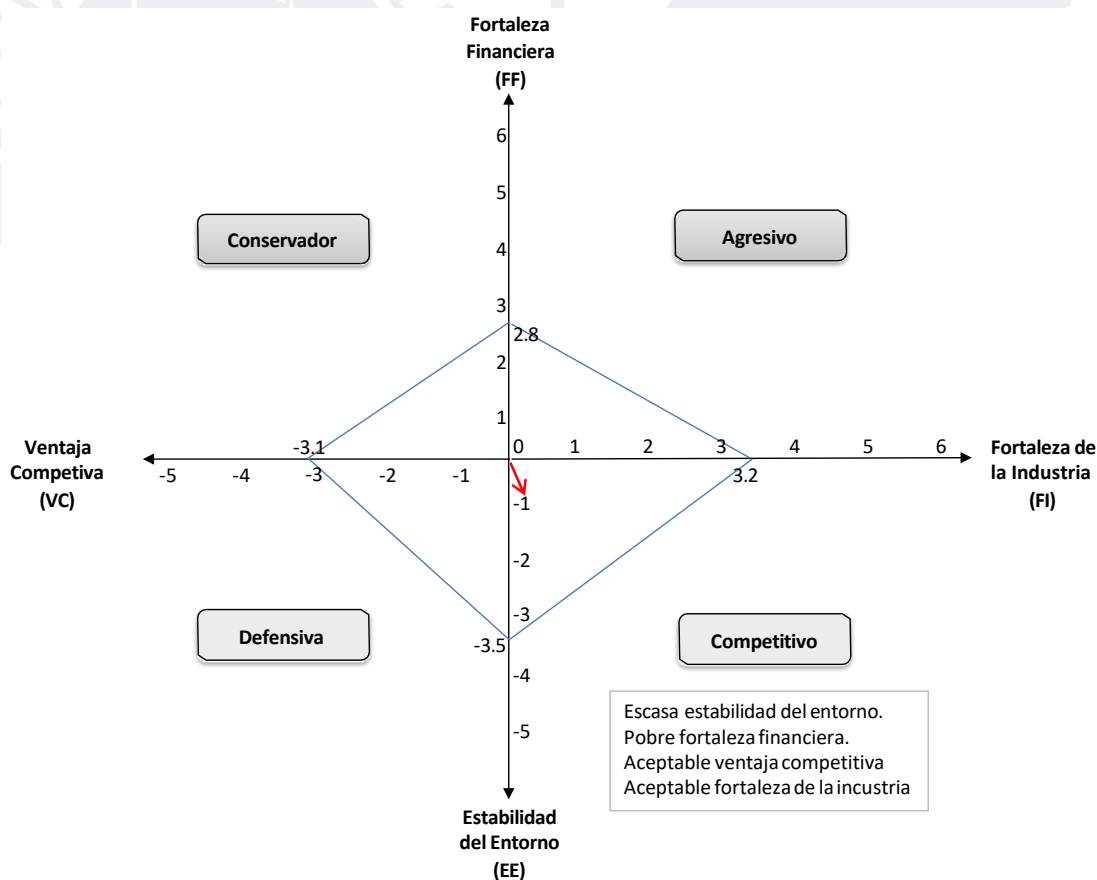 Fortaleza
Financiera
(FF)
6
5
Conservador
Agresivo
4
3
2.8
2
1
Ventaja
Competiva
(VC)
-3,1
0 1 2 3 4 5 6
-5 -4 -3 -2 -1
3.2
Fortaleza de
la Industria
(FI)
-1
-2
-3
Defensiva
Competitivo
-3.5
-4
-5
Escasa estabilidad del entorno.
Pobre fortaleza financiera.
Aceptable ventaja competitiva
Aceptable fortaleza de la incustria
Estabilidad
del Entorno
(EE)